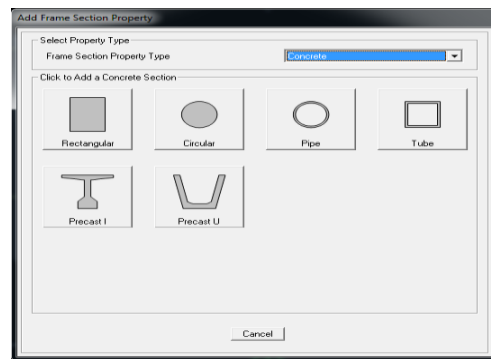 Add Frame Section Property
Select Property Type
Frame Section Property Type
Concrete
Click to Add a Concrete Section
Rectangular
Circular
Pipe
Tube
Precast I
Precast U
Cancel